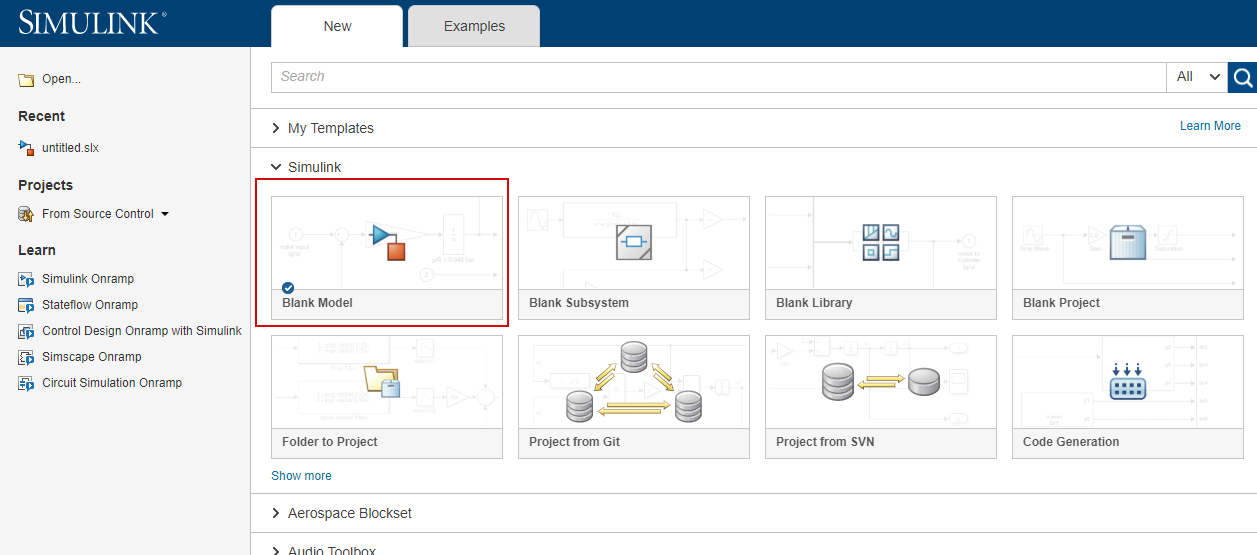 SIMULINK®
New
Examples
Open...
Recent
untitled.slx
Projects
From Source Control
Learn
Simulink Onramp
Stateflow Onramp
Control Design Onramp with Simulink
Simscape Onramp
Circuit Simulation Onramp
Search
All
My Templates
Learn More
Simulink
Blank Model
Blank Subsystem
Blank Library
Blank Project
Folder to Project
Project from Git
Project from SVN
Code Generation
Show more
Aerospace Blockset
Audio Toolbox